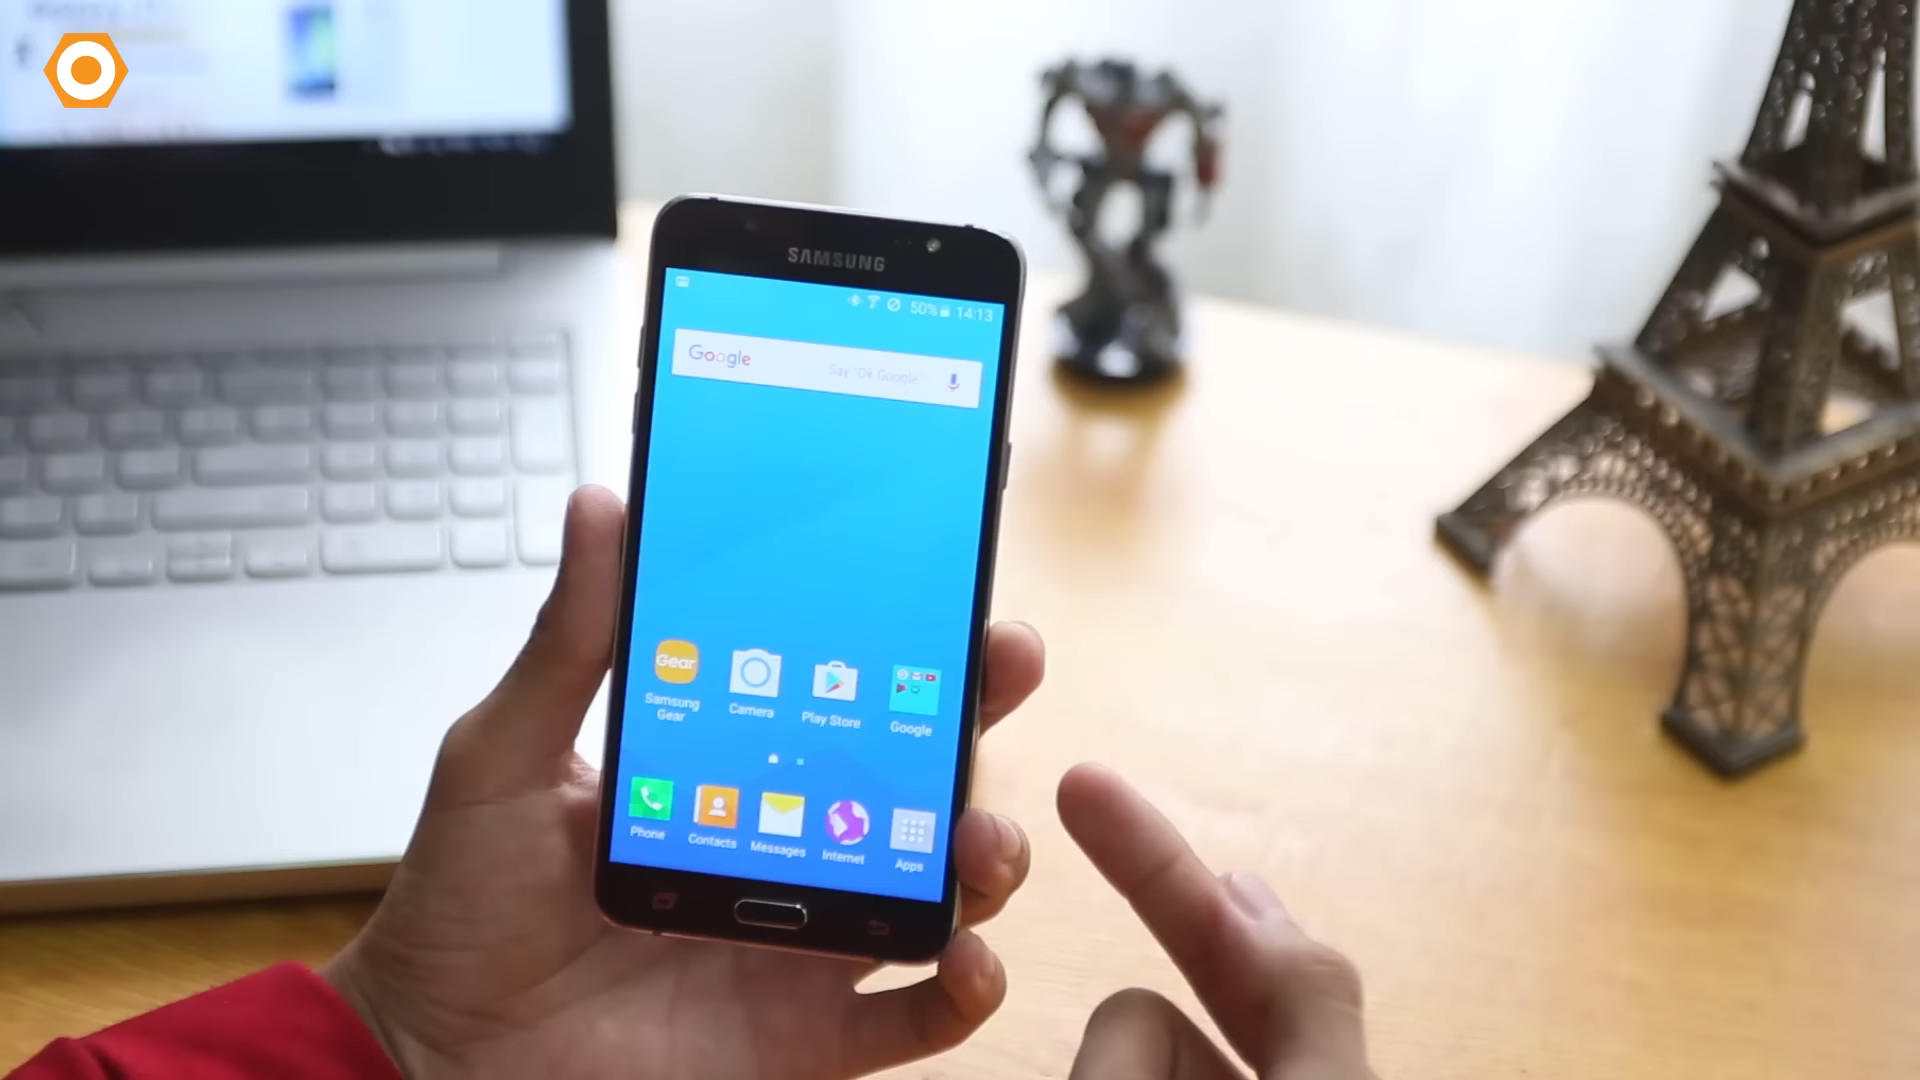 SAMSUNG
50% 14:13
Google
Say "Ok Google"
Gear
Samsung
Gear
Camera
Play Store
Google
Phone
Contacts
Messages
Internet
Apps